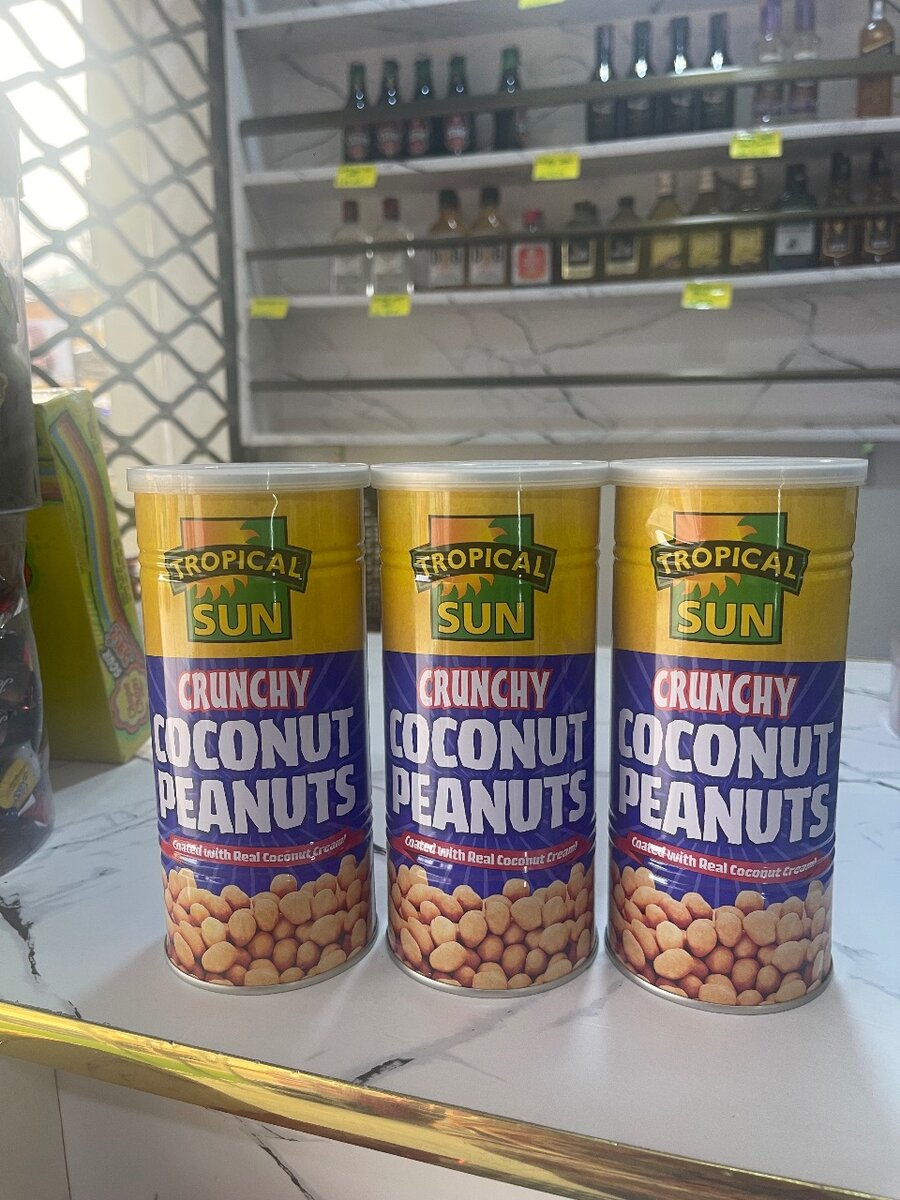 TROPICAL
SUN
CRUNCHY
COCONUT
PEANUTS
Coated with Real Coconut Cream!
TROPICAL
SUN
CRUNCHY
COCONUT
PEANUTS
Coated with Real Coconut Cream!
TROPICAL
SUN
CRUNCHY
COCONUT
PEANUTS
Coated with Real Coconut Cream!